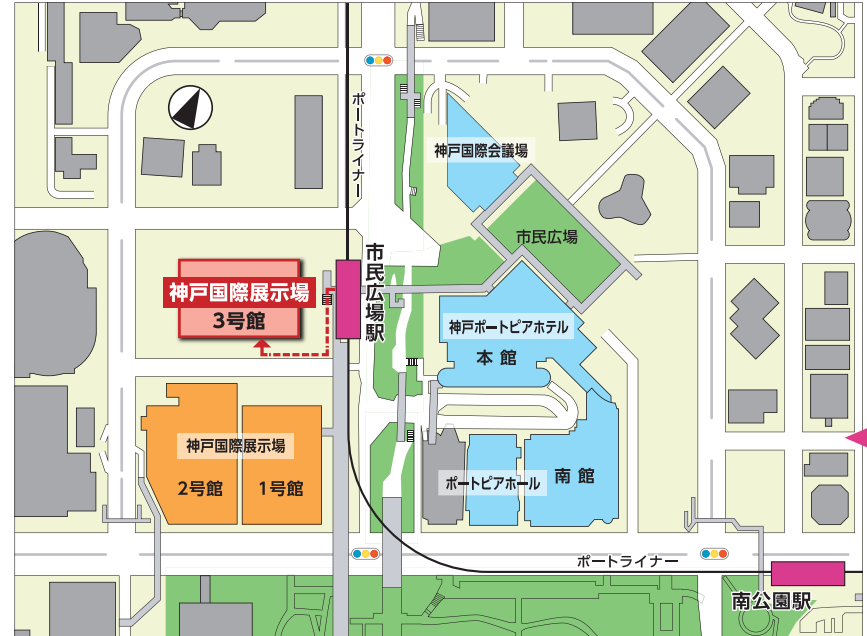 ポートライナー
神戸国際会議場
市民広場
市民広場駅
神戸国際展示場
3号館
神戸ポートピアホテル
本館
神戸国際展示場
2号館
1号館
ポートピアホール
南館
ポートライナー
南公園駅